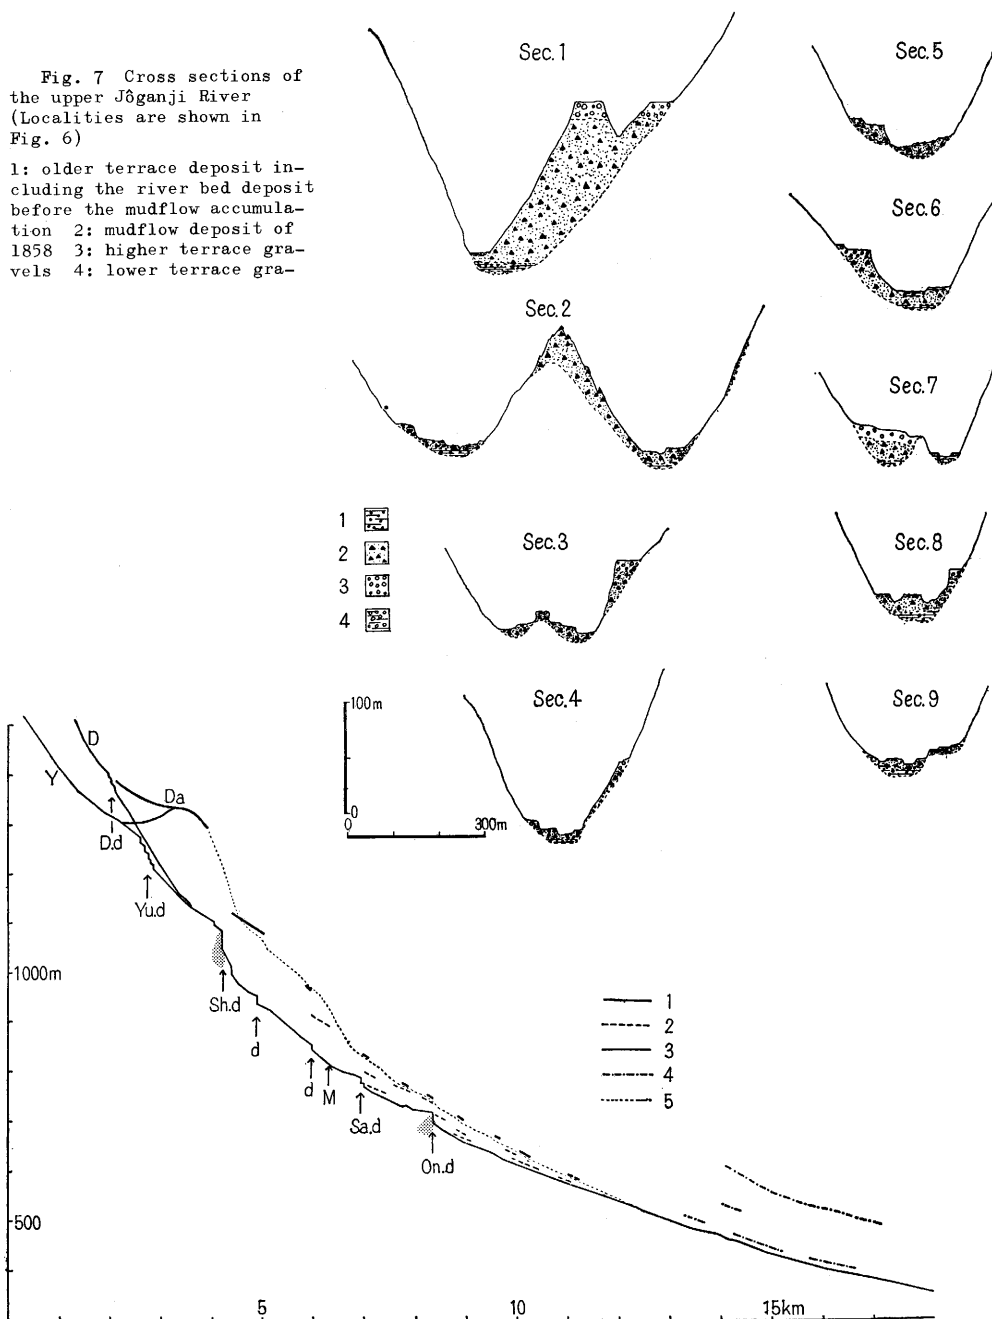 Fig. 7 Cross sections of
the upper Jôganji River
(Localities are shown in
Fig. 6)
1: older terrace deposit in–
cluding the river bed deposit
before the mudflow accumula–
tion 2: mudflow deposit of
1858 3: higher terrace gra–
vels 4: lower terrace gra–
Sec.1
Sec.5
Sec.6
Sec.2
Sec.7
1
2
3
4
Sec.3
Sec.8
Sec.4
Sec.9
100m
0
0 300m
D
Y
Da
D.d
Yu.d
1000m
Sh.d
d
d
M
Sa.d
On.d
1
2
3
4
5
500
5 10 15km